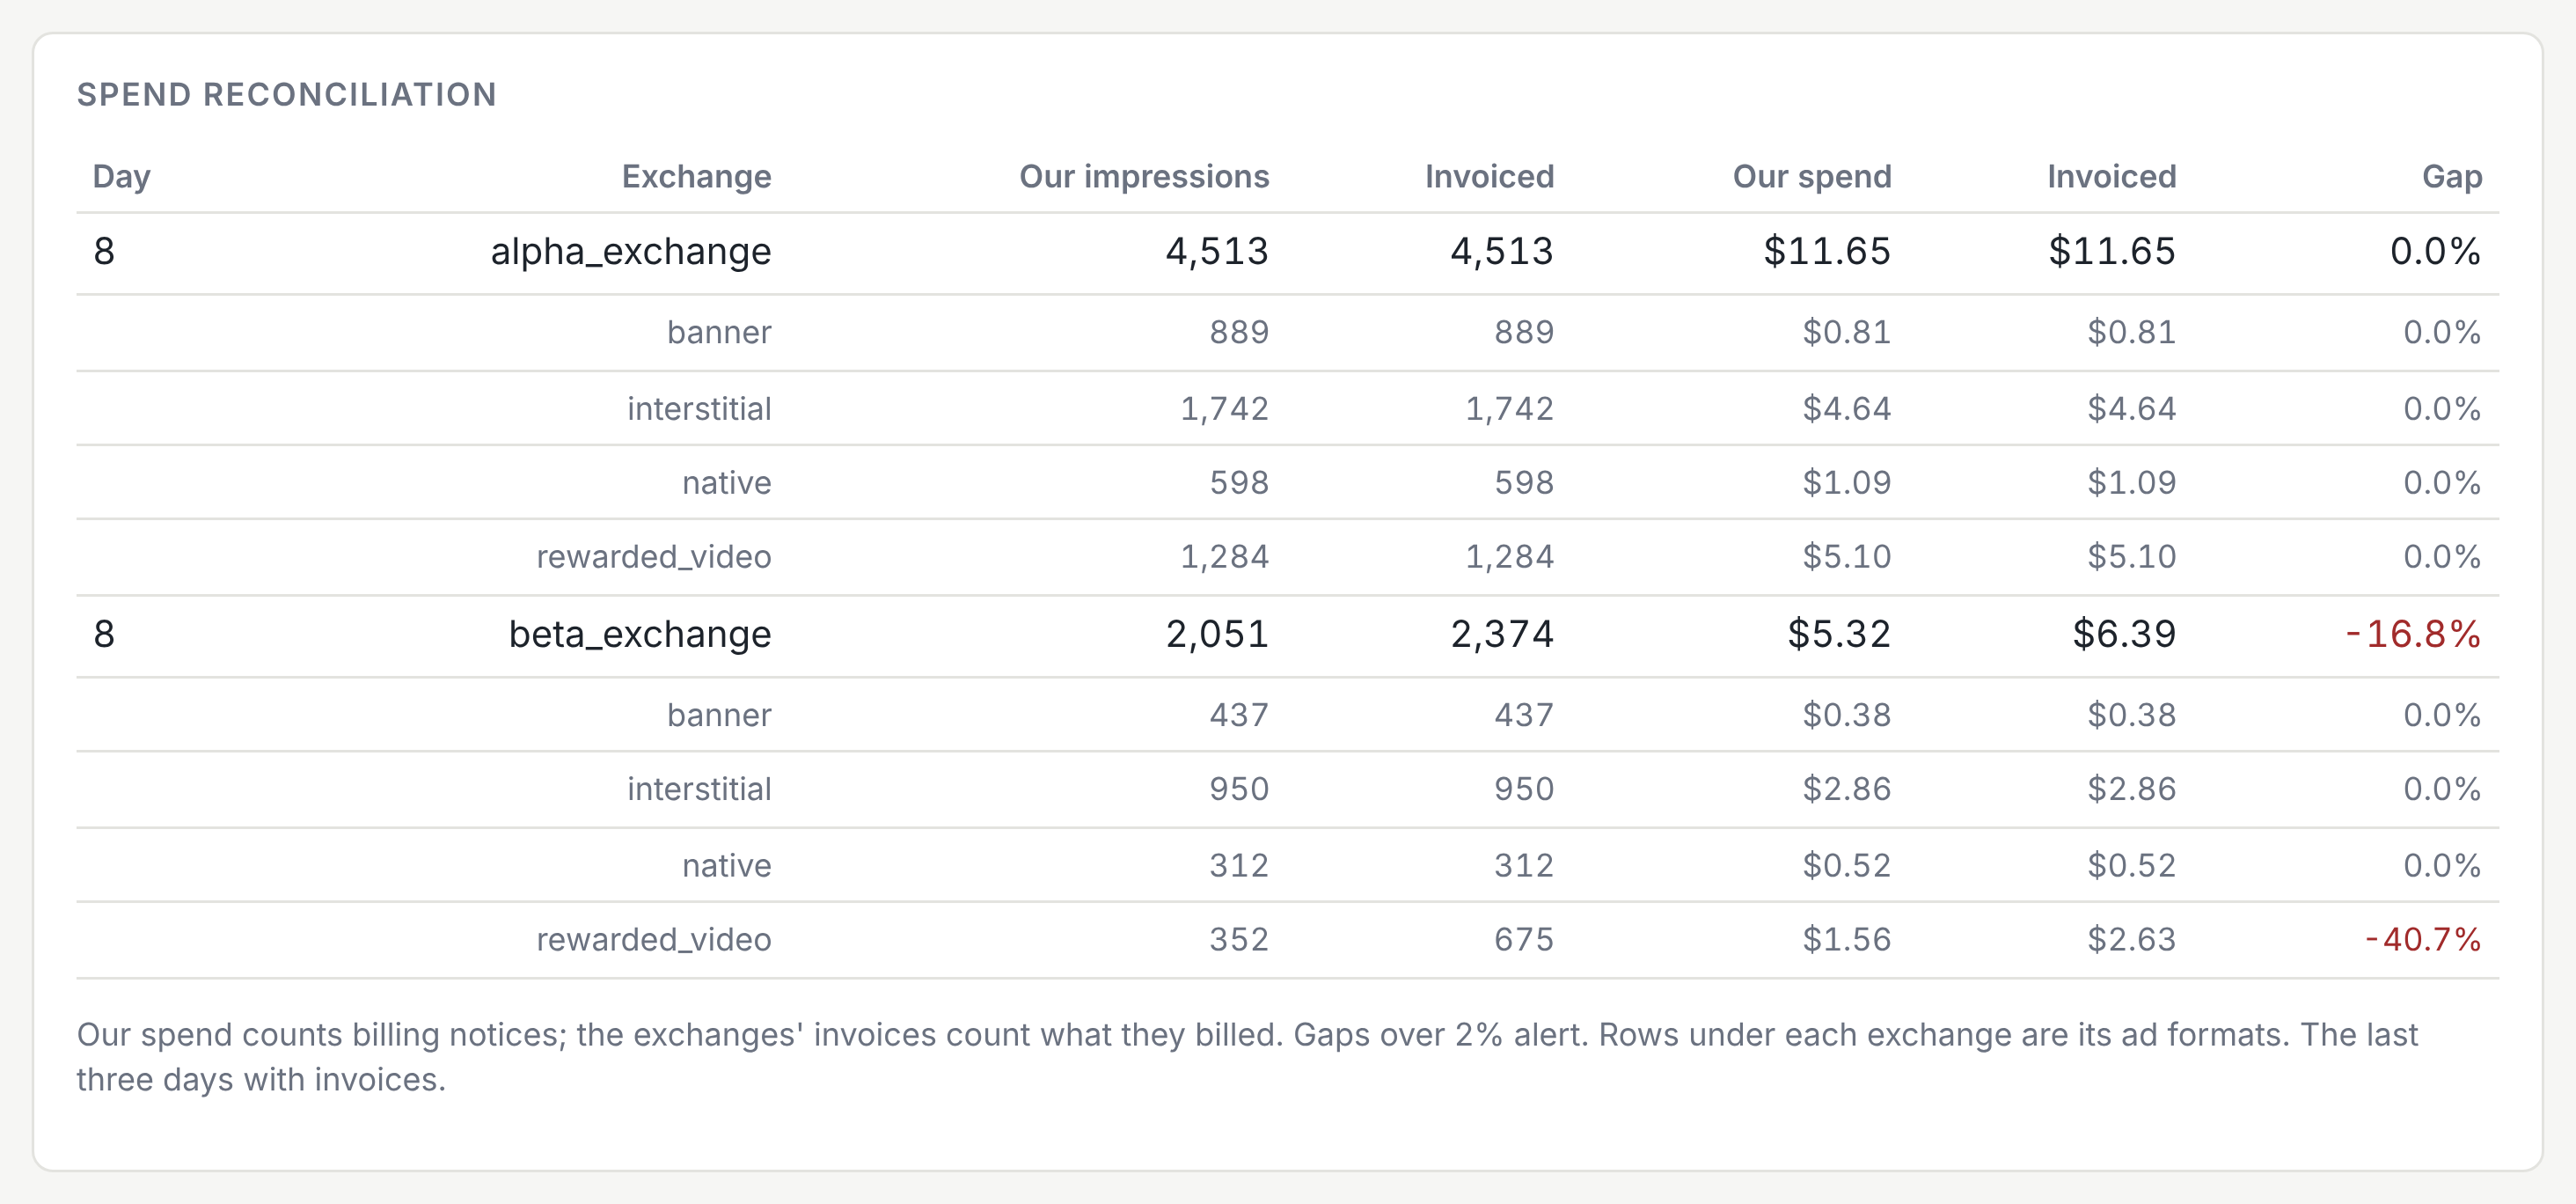 SPEND RECONCILIATION
Day Exchange Our impressions Invoiced Our spend Invoiced Gap
8 alpha_exchange 4,513 4,513 $11.65 $11.65 0.0%
banner 889 889 $0.81 $0.81 0.0%
interstitial 1,742 1,742 $4.64 $4.64 0.0%
native 598 598 $1.09 $1.09 0.0%
rewarded_video 1,284 1,284 $5.10 $5.10 0.0%
8 beta_exchange 2,051 2,374 $5.32 $6.39 -16.8%
banner 437 437 $0.38 $0.38 0.0%
interstitial 950 950 $2.86 $2.86 0.0%
native 312 312 $0.52 $0.52 0.0%
rewarded_video 352 675 $1.56 $2.63 -40.7%
Our spend counts billing notices; the exchanges' invoices count what they billed. Gaps over 2% alert. Rows under each exchange are its ad formats. The last
three days with invoices.